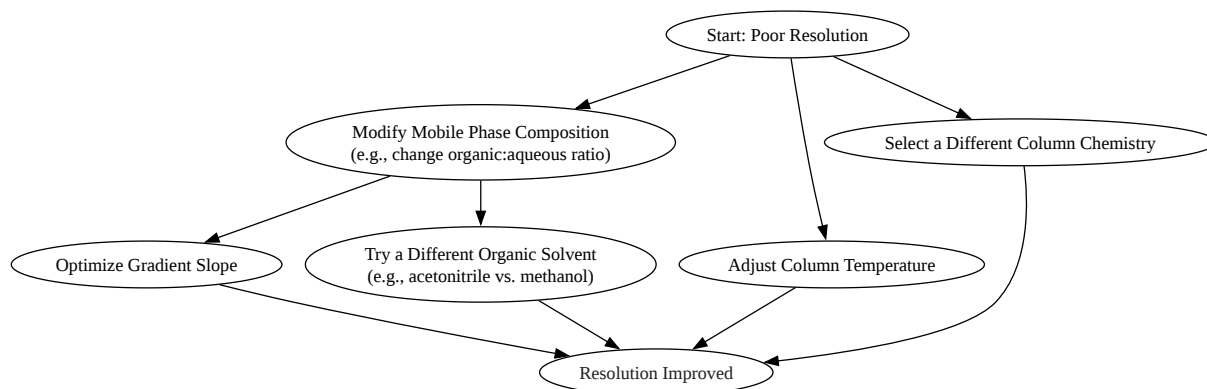 Start: Poor Resolution
Modify Mobile Phase Composition
(e.g., change organic:aqueous ratio)
Select a Different Column Chemistry
Optimize Gradient Slope
Try a Different Organic Solvent
(e.g., acetonitrile vs. methanol)
Adjust Column Temperature
Resolution Improved